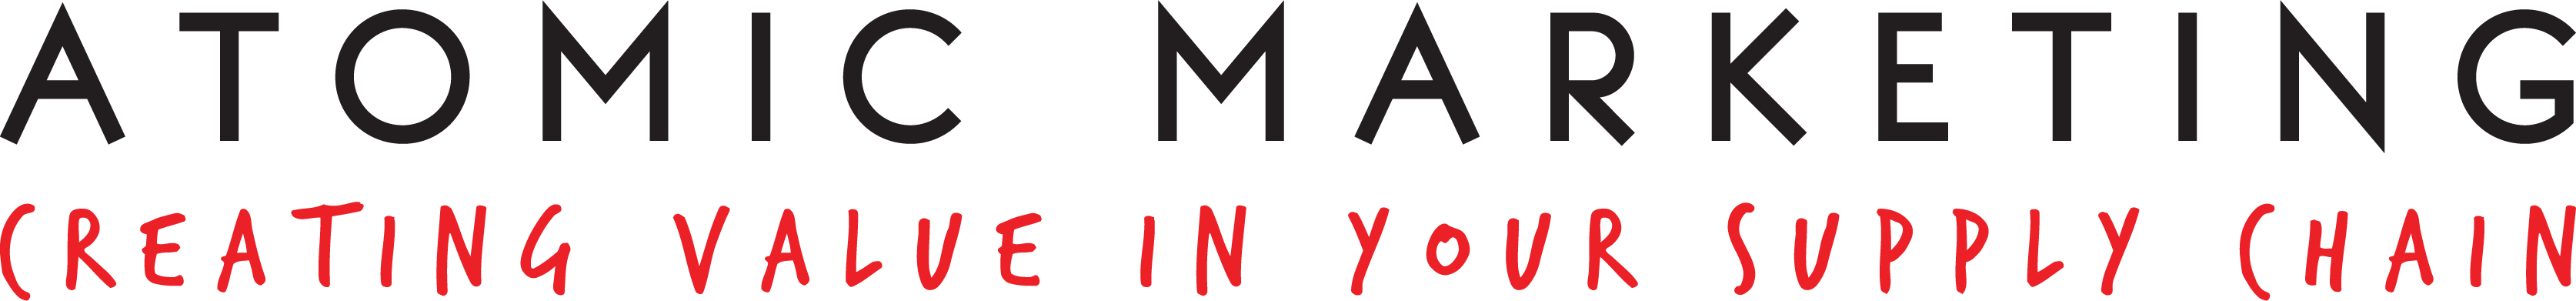 ATOMIC MARKETING
CREATING VALUE IN YOUR SUPPLY CHAIN